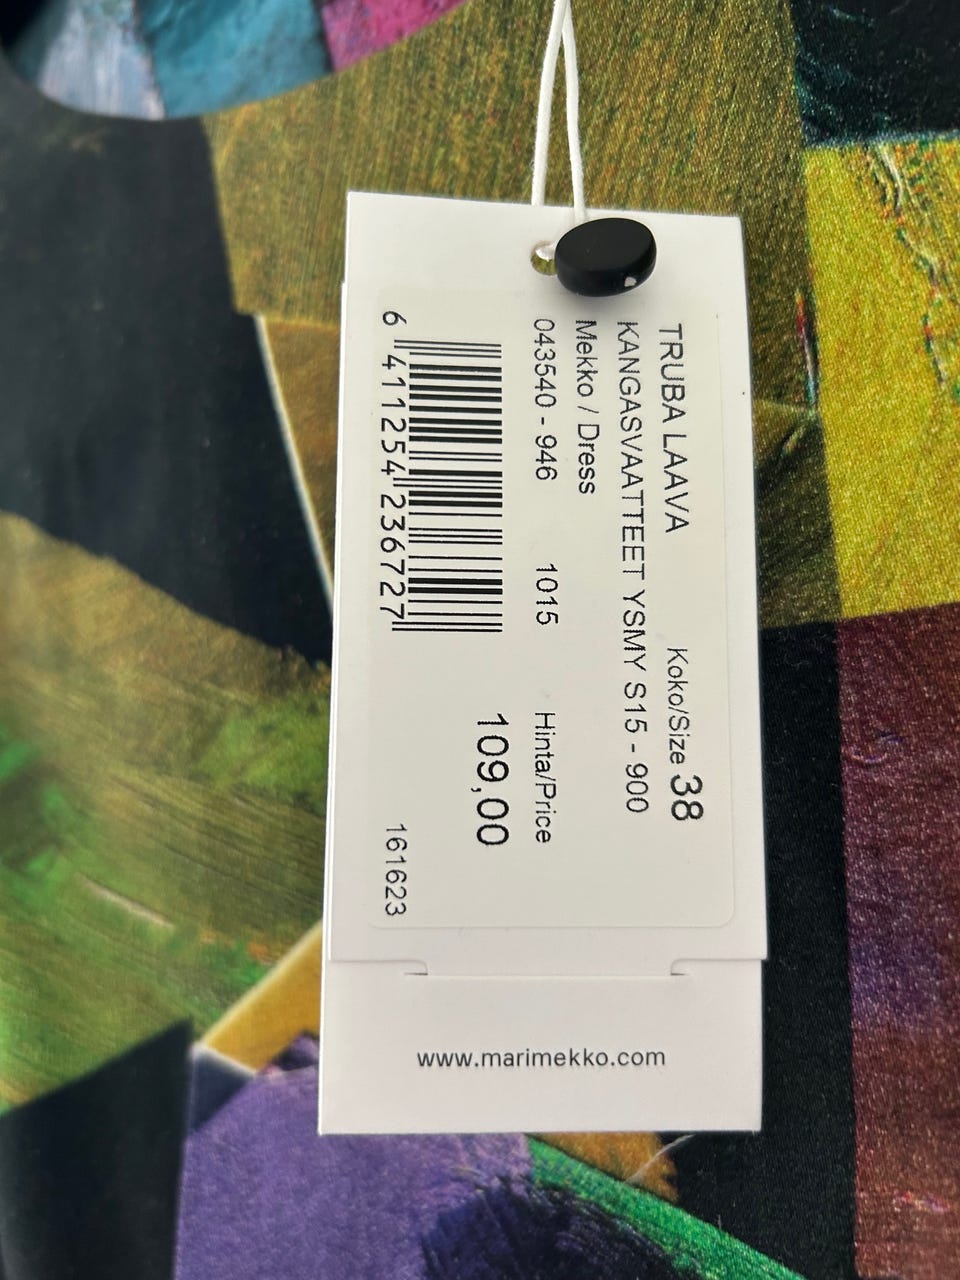 TRUBA LAAVA Koko/Size 38
KANGASVAATTEET YSMY S15 - 900
Mekko / Dress
043540 - 946 1015 Hinta/Price
109,00
6 411254 236727
161623
www.marimekko.com